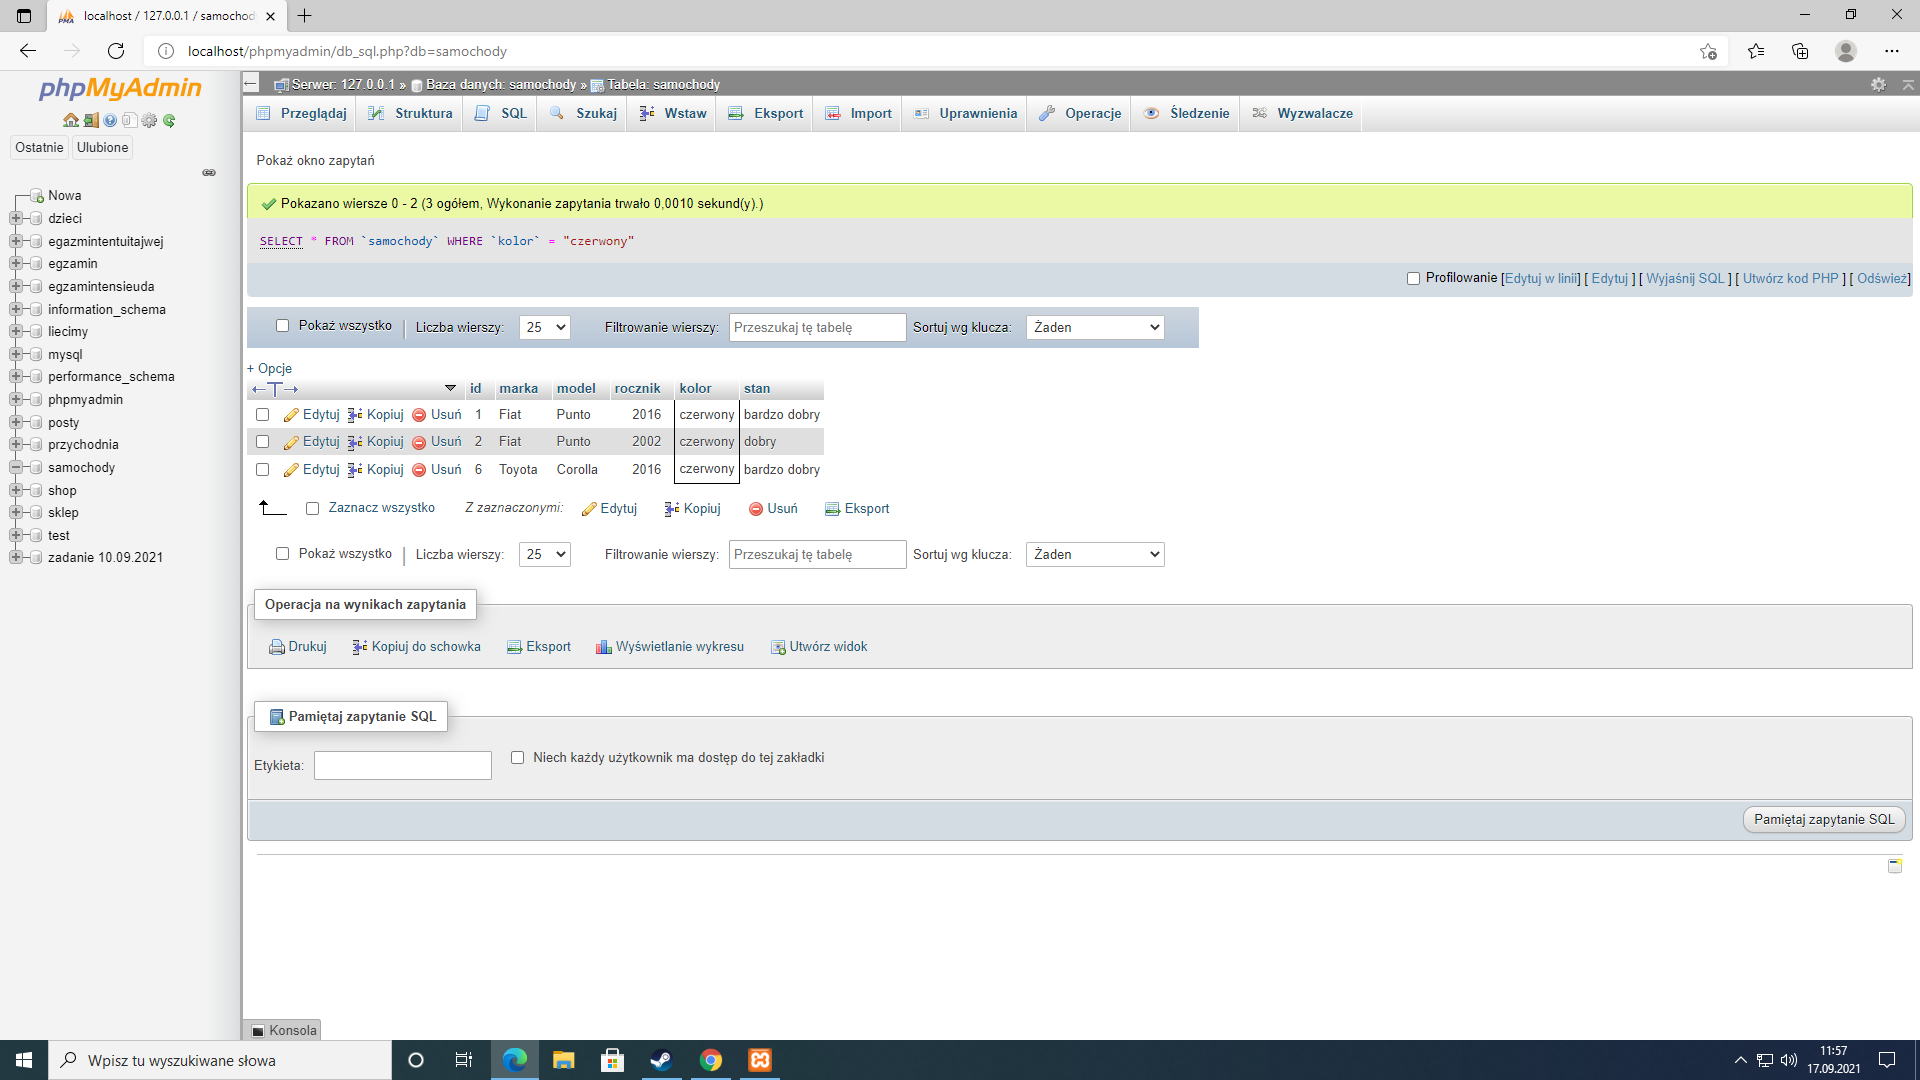 localhost / 127.0.0.1 / samochod
localhost/phpmyadmin/db_sql.php?db=samochody
phpMyAdmin
Ostatnie Ulubione
Nowa
dzieci
egazmintentuitajwej
egzamin
egzamintensieuda
information_schema
liecimy
mysql
performance_schema
phpmyadmin
posty
przychodnia
samochody
shop
sklep
test
zadanie 10.09.2021
Serwer: 127.0.0.1 » Baza danych: samochody » Tabela: samochody
Przeglądaj Struktura SQL Szukaj Wstaw Eksport Import Uprawnienia Operacje Śledzenie Wyzwalacze
Pokaż okno zapytań
Pokazano wiersze 0 - 2 (3 ogółem, Wykonanie zapytania trwało 0,0010 sekund(y).)
SELECT * FROM `samochody` WHERE `kolor` = "czerwony"
Profilowanie [Edytuj w linii] [ Edytuj ] [ Wyjaśnij SQL ] [ Utwórz kod PHP ] [ Odśwież]
Pokaż wszystko | Liczba wierszy: 25 Filtrowanie wierszy: Przeszukaj tę tabelę Sortuj wg klucza: Żaden
+ Opcje
←T→ id marka model rocznik kolor stan
Edytuj Kopiuj Usuń 1 Fiat Punto 2016 czerwony bardzo dobry
Edytuj Kopiuj Usuń 2 Fiat Punto 2002 czerwony dobry
Edytuj Kopiuj Usuń 6 Toyota Corolla 2016 czerwony bardzo dobry
Zaznacz wszystko Z zaznaczonymi: Edytuj Kopiuj Usuń Eksport
Pokaż wszystko | Liczba wierszy: 25 Filtrowanie wierszy: Przeszukaj tę tabelę Sortuj wg klucza: Żaden
Operacja na wynikach zapytania
Drukuj Kopiuj do schowka Eksport Wyświetlanie wykresu Utwórz widok
Pamiętaj zapytanie SQL
Etykieta: Niech każdy użytkownik ma dostęp do tej zakładki
Pamiętaj zapytanie SQL
Konsola
Wpisz tu wyszukiwane słowa
11:57
17.09.2021